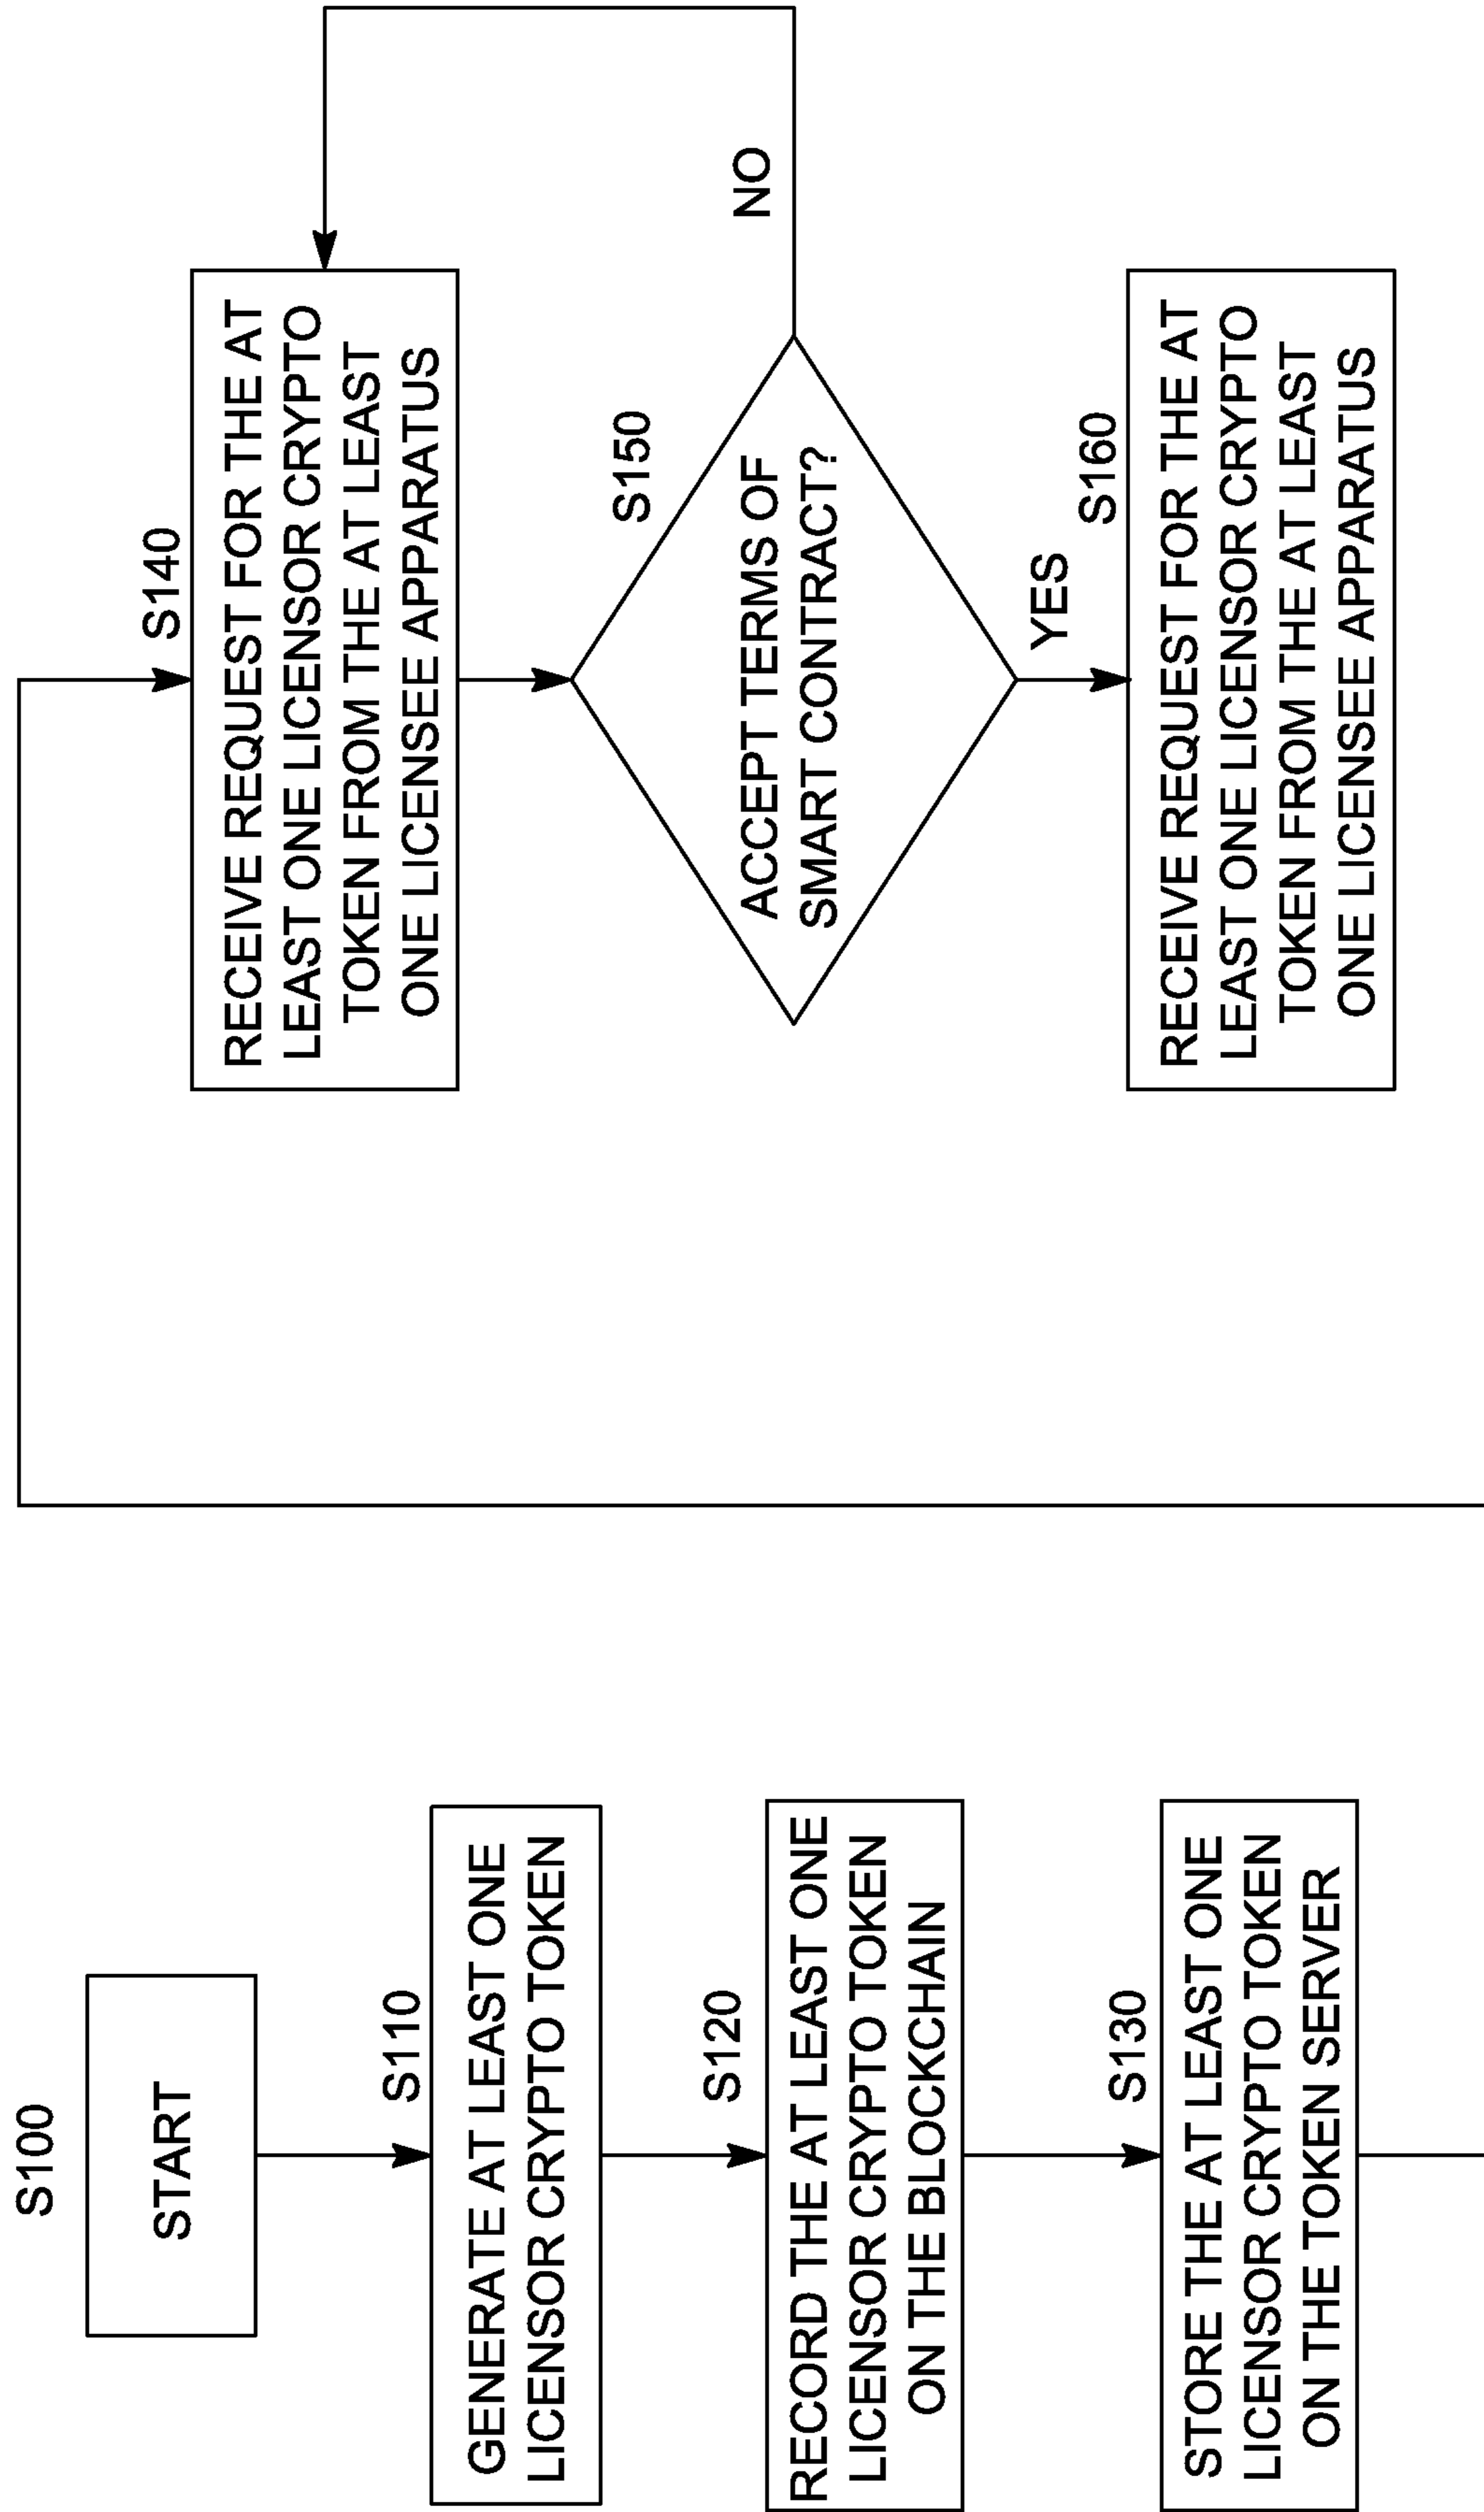 S100
START
S110
GENERATE AT LEAST ONE
LICENSOR CRYPTO TOKEN
S120
RECORD THE AT LEAST ONE
LICENSOR CRYPTO TOKEN
ON THE BLOCKCHAIN
S130
STORE THE AT LEAST ONE
LICENSOR CRYPTO TOKEN
ON THE TOKEN SERVER
S140
RECEIVE REQUEST FOR THE AT
LEAST ONE LICENSOR CRYPTO
TOKEN FROM THE AT LEAST
ONE LICENSEE APPARATUS
S150
ACCEPT TERMS OF
SMART CONTRACT?
NO
YES
S160
RECEIVE REQUEST FOR THE AT
LEAST ONE LICENSOR CRYPTO
TOKEN FROM THE AT LEAST
ONE LICENSEE APPARATUS